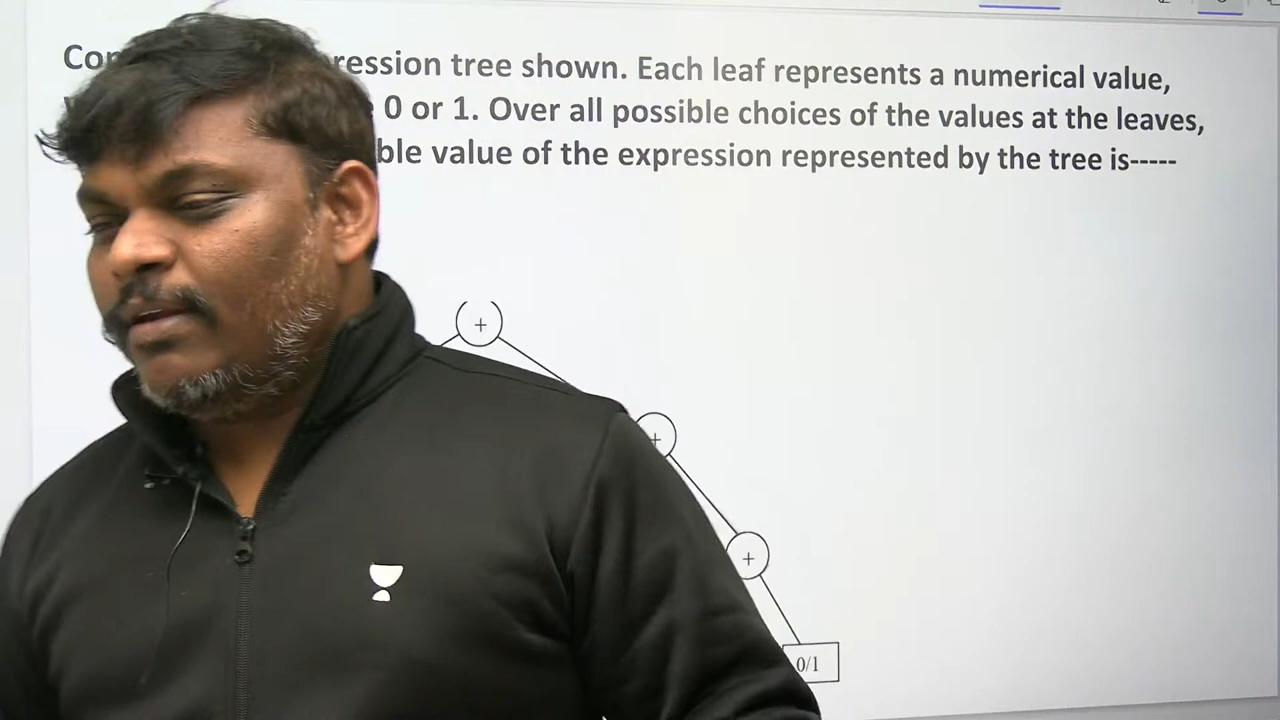 Con ression tree shown. Each leaf represents a numerical value,
0 or 1. Over all possible choices of the values at the leaves,
ble value of the expression represented by the tree is-----
+
+
+
0/1